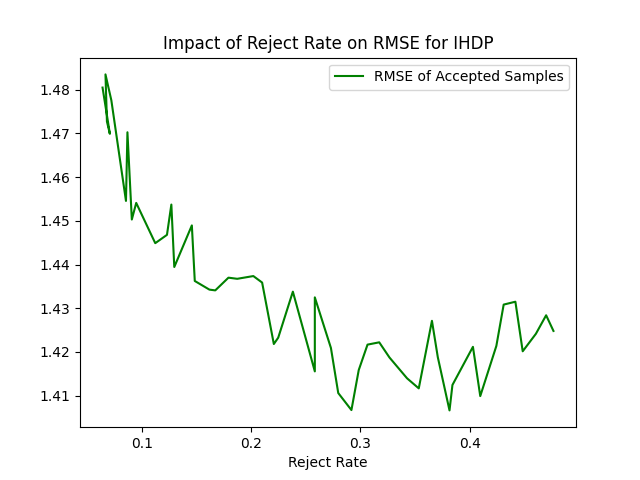 Impact of Reject Rate on RMSE for IHDP
RMSE of Accepted Samples
1.48
1.47
1.46
1.45
1.44
1.43
1.42
1.41
0.1 0.2 0.3 0.4
Reject Rate